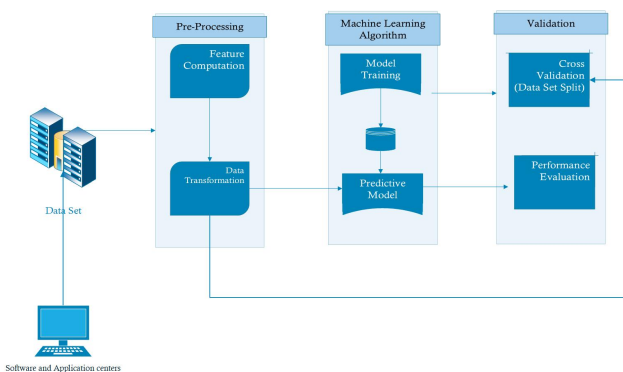 Pre-Processing
Machine Learning
Algorithm
Validation
Feature
Computation
Model
Training
Cross
Validation
(Data Set Split)
Data
Transformation
Predictive
Model
Performance
Evaluation
Data Set
Software and Application centers